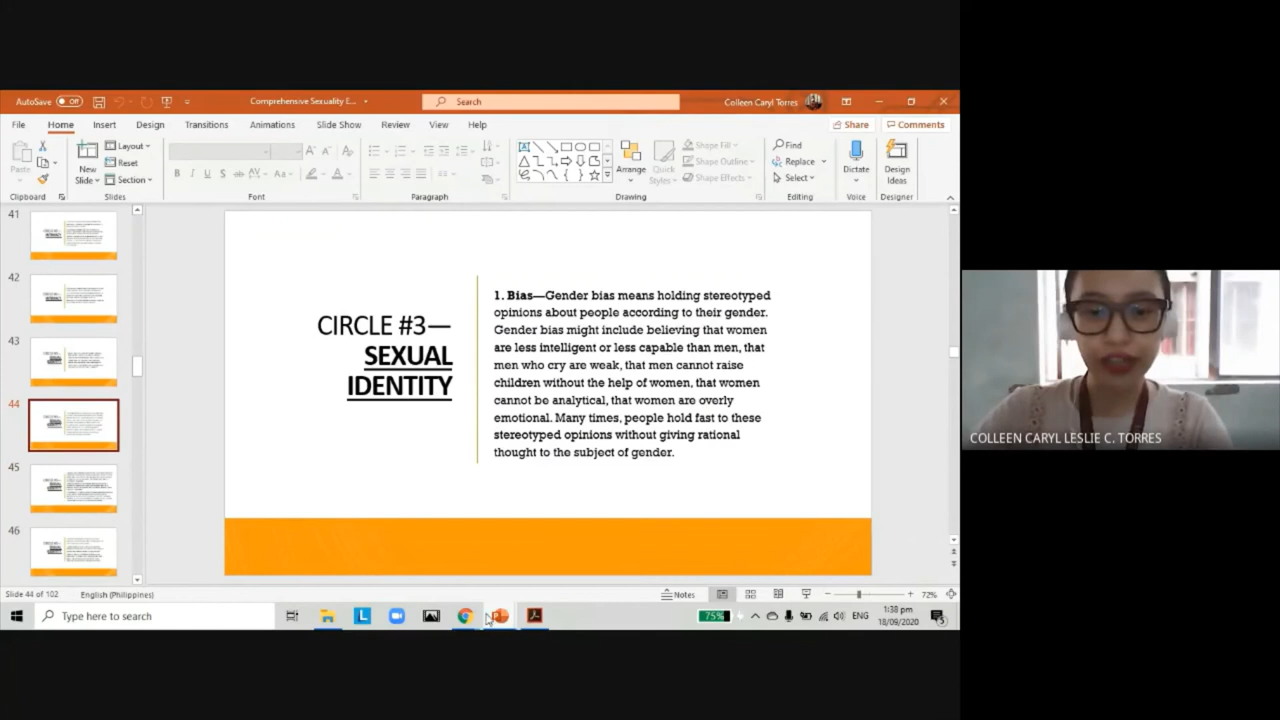 AutoSave Off
Comprehensive Sexuality E...
Search
Colleen Caryl Torres
File Home Insert Design Transitions Animations Slide Show Review View Help
Share Comments
Paste
New
Slide
Layout
Reset
Section
B I U S ab AV Aa A
A A A
Arrange
Quick
Styles
Shape Fill
Shape Outline
Shape Effects
Find
Replace
Select
Dictate
Design
Ideas
Clipboard Slides Font Paragraph Drawing Editing Voice Designer
41
42
43
44
45
46
CIRCLE #3—
SEXUAL
IDENTITY
1. Bias—Gender bias means holding stereotyped
opinions about people according to their gender.
Gender bias might include believing that women
are less intelligent or less capable than men, that
men who cry are weak, that men cannot raise
children without the help of women, that women
cannot be analytical, that women are overly
emotional. Many times, people hold fast to these
stereotyped opinions without giving rational
thought to the subject of gender.
COLLEEN CARYL LESLIE C. TORRES
Slide 44 of 102 English (Philippines)
Notes
72%
Type here to search
L
75%
ENG
1:38 pm
18/09/2020
5